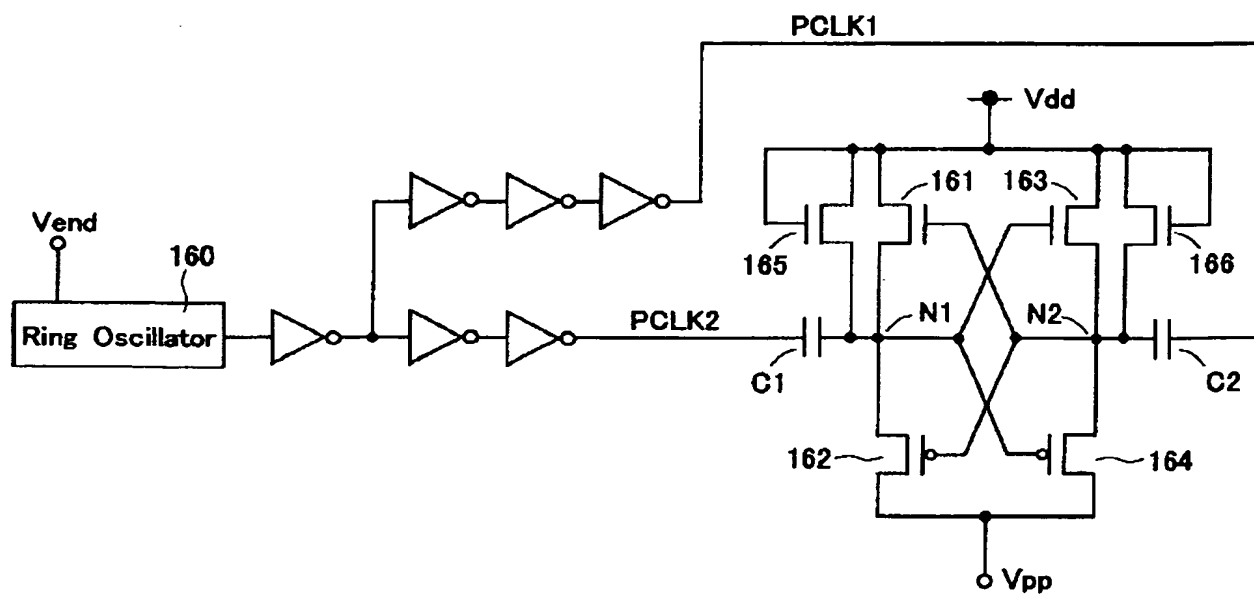 PCLK1
Vdd
161
163
Vend
160
165
166
Ring Oscillator
PCLK2
N1
N2
C1
C2
162
164
Vpp